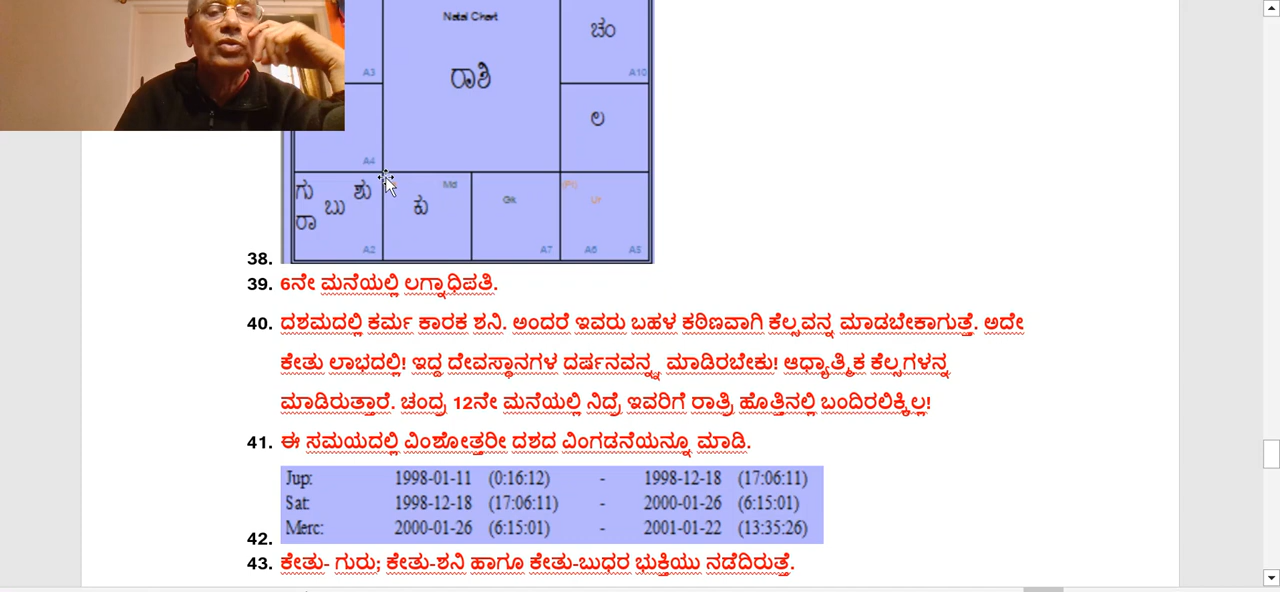 Natal Chart
ಚಂ
ರಾಶಿ
A3
A10
ಲ
A4
ಗು
ಶು
ಬು
ರಾ
ಕು
Md
Gk
(Pt)
Ur
A2
A7
A6
A5
38.
39. 6ನೇ ಮನೆಯಲ್ಲಿ ಲಗ್ನಾಧಿಪತಿ.
40. ದಶಮದಲ್ಲಿ ಕರ್ಮ ಕಾರಕ ಶನಿ. ಅಂದರೆ ಇವರು ಬಹಳ ಕಠಿಣವಾಗಿ ಕೆಲ್ಸವನ್ನ ಮಾಡಬೇಕಾಗುತ್ತೆ. ಅದೇ
ಕೇತು ಲಾಭದಲ್ಲಿ! ಇದ್ದ ದೇವಸ್ಥಾನಗಳ ದರ್ಷನವನ್ನ್ನ ಮಾಡಿರಬೇಕು! ಆಧ್ಯಾತ್ಮಿಕ ಕೆಲ್ಸಗಳನ್ನ
ಮಾಡಿರುತ್ತಾರೆ. ಚಂದ್ರ 12ನೇ ಮನೆಯಲ್ಲಿ ನಿದ್ರೆ ಇವರಿಗೆ ರಾತ್ರಿ ಹೊತ್ತಿನಲ್ಲಿ ಬಂದಿರಲಿಕ್ಕಿಲ್ಲ!
41. ಈ ಸಮಯದಲ್ಲಿ ವಿಂಶೋತ್ತರೀ ದಶದ ವಿಂಗಡನೆಯನ್ನೂ ಮಾಡಿ.
Jup: 1998-01-11 (0:16:12) - 1998-12-18 (17:06:11)
Sat: 1998-12-18 (17:06:11) - 2000-01-26 (6:15:01)
Merc: 2000-01-26 (6:15:01) - 2001-01-22 (13:35:26)
42.
43. ಕೇತು- ಗುರು; ಕೇತು-ಶನಿ ಹಾಗೂ ಕೇತು-ಬುಧರ ಭುಕ್ತಿಯು ನಡೆದಿರುತ್ತೆ.